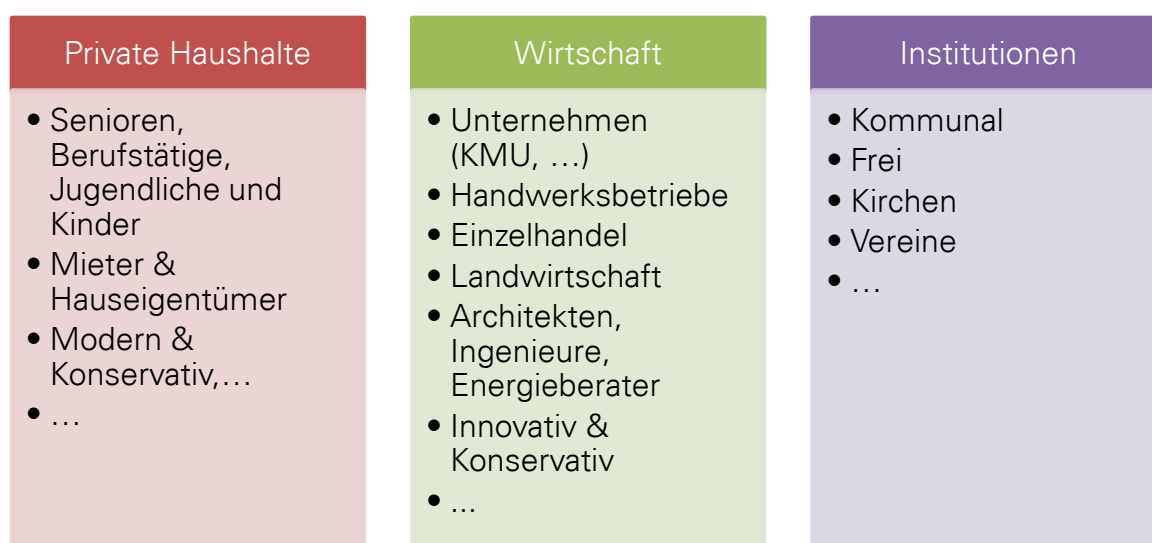 Private Haushalte
• Senioren,
Berufstätige,
Jugendliche und
Kinder
• Mieter &
Hauseigentümer
• Modern &
Konservativ,…
• …
Wirtschaft
• Unternehmen
(KMU, …)
• Handwerksbetriebe
• Einzelhandel
• Landwirtschaft
• Architekten,
Ingenieure,
Energieberater
• Innovativ &
Konservativ
• ...
Institutionen
• Kommunal
• Frei
• Kirchen
• Vereine
• …